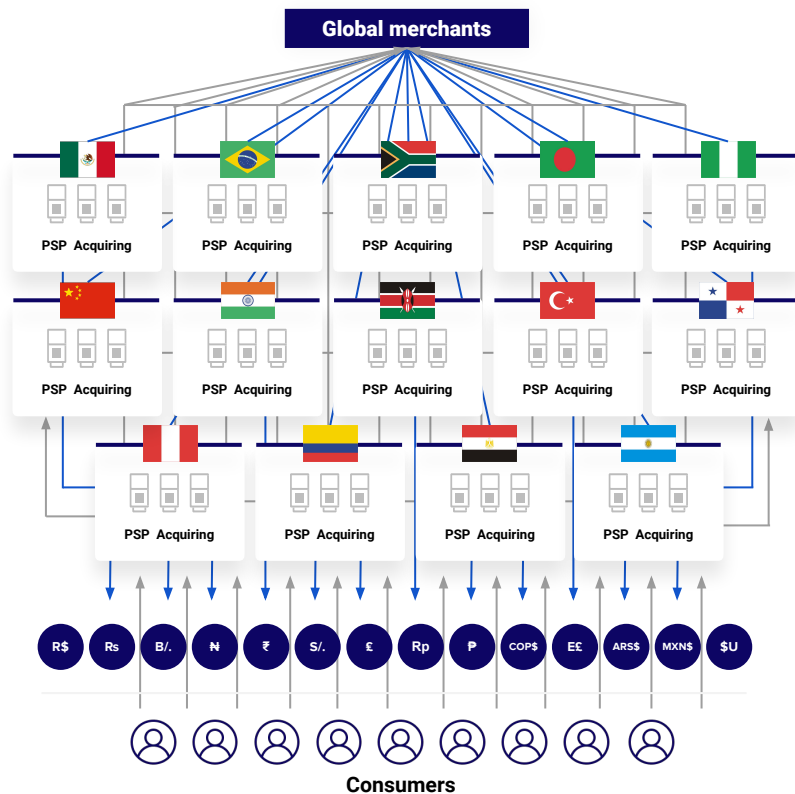 Global merchants
PSP Acquiring
PSP Acquiring
PSP Acquiring
PSP Acquiring
PSP Acquiring
PSP Acquiring
PSP Acquiring
PSP Acquiring
PSP Acquiring
PSP Acquiring
PSP Acquiring
PSP Acquiring
PSP Acquiring
PSP Acquiring
R$
Rs
B/.
₦
₹
S/.
£
Rp
₱
COP$
E£
ARS$
MXN$
$U
Consumers